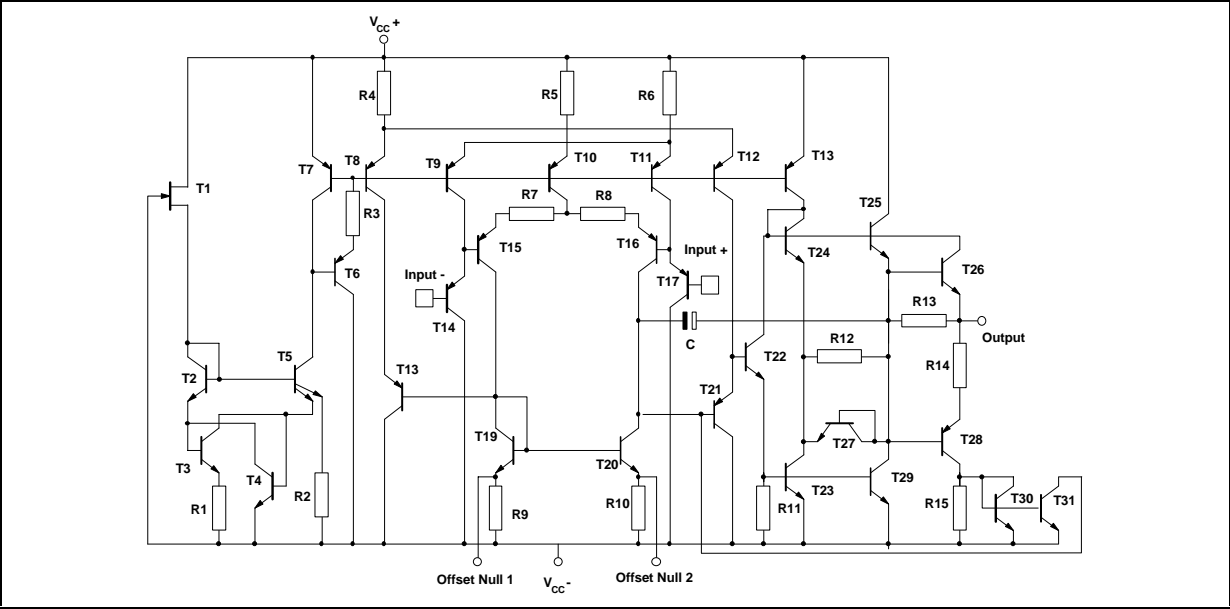 VCC +
R4
R5
R6
T7
T8
T9
T10
T11
T12
T13
T1
R3
R7
R8
T25
T15
T16
T24
T6
Input -
Input +
T17
T26
T14
R13
C
Output
R12
T2
T5
T13
T22
R14
T21
T19
T27
T28
T3
T4
T20
R1
R2
R9
R10
R11
T23
T29
R15
T30
T31
Offset Null 1
VCC -
Offset Null 2